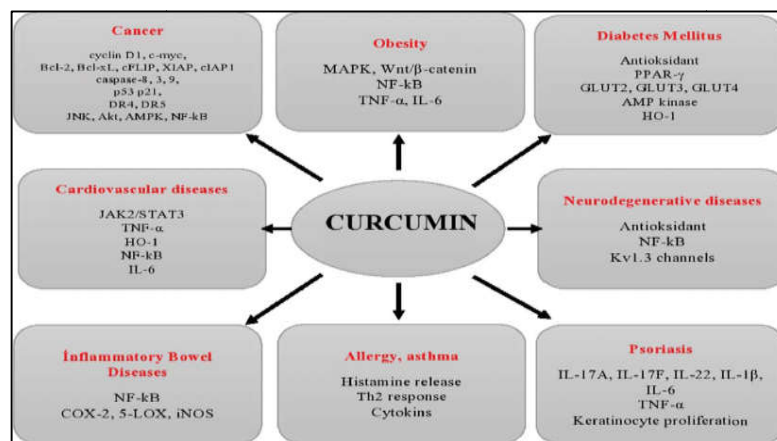 Cancer
cyclin D1, c-myc,
Bcl-2, Bcl-xL, cFLIP, XIAP, cIAP1
caspase-8, 3, 9,
p53 p21,
DR4, DR5
JNK, Akt, AMPK, NF-kB
Obesity
MAPK, Wnt/β-catenin
NF-kB
TNF-α, IL-6
Diabetes Mellitus
Antioksidant
PPAR-γ
GLUT2, GLUT3, GLUT4
AMP kinase
HO-1
Cardiovascular diseases
JAK2/STAT3
TNF-α
HO-1
NF-kB
IL-6
CURCUMIN
Neurodegenerative diseases
Antioksidant
NF-kB
Kv1.3 channels
İnflammatory Bowel
Diseases
NF-kB
COX-2, 5-LOX, iNOS
Allergy, asthma
Histamine release
Th2 response
Cytokins
Psoriasis
IL-17A, IL-17F, IL-22, IL-1β,
IL-6
TNF-α
Keratinocyte proliferation